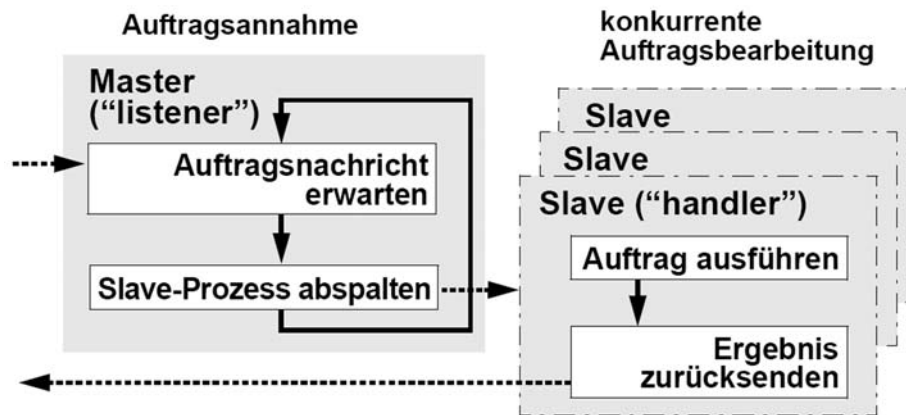 Auftragsannahme
konkurrente
Auftragsbearbeitung
Master
(“listener”)
Auftragsnachricht
erwarten
Slave-Prozess abspalten
Slave
Slave
Slave (“handler”)
Auftrag ausführen
Ergebnis
zurücksenden